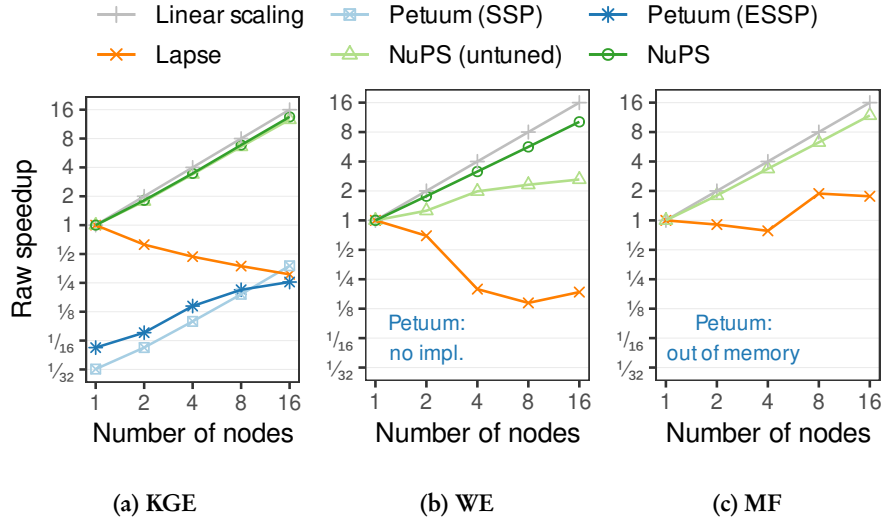 Linear scaling Petuum (SSP) Petuum (ESSP)
Lapse NuPS (untuned) NuPS
Raw speedup
16
8
4
2
1
1/2
1/4
1/8
1/16
1/32
1 2 4 8 16
Number of nodes
(a) KGE
16
8
4
2
1
1/2
1/4
1/8
1/16
1/32
Petuum:
no impl.
1 2 4 8 16
Number of nodes
(b) WE
16
8
4
2
1
1/2
1/4
1/8
1/16
1/32
Petuum:
out of memory
1 2 4 8 16
Number of nodes
(c) MF